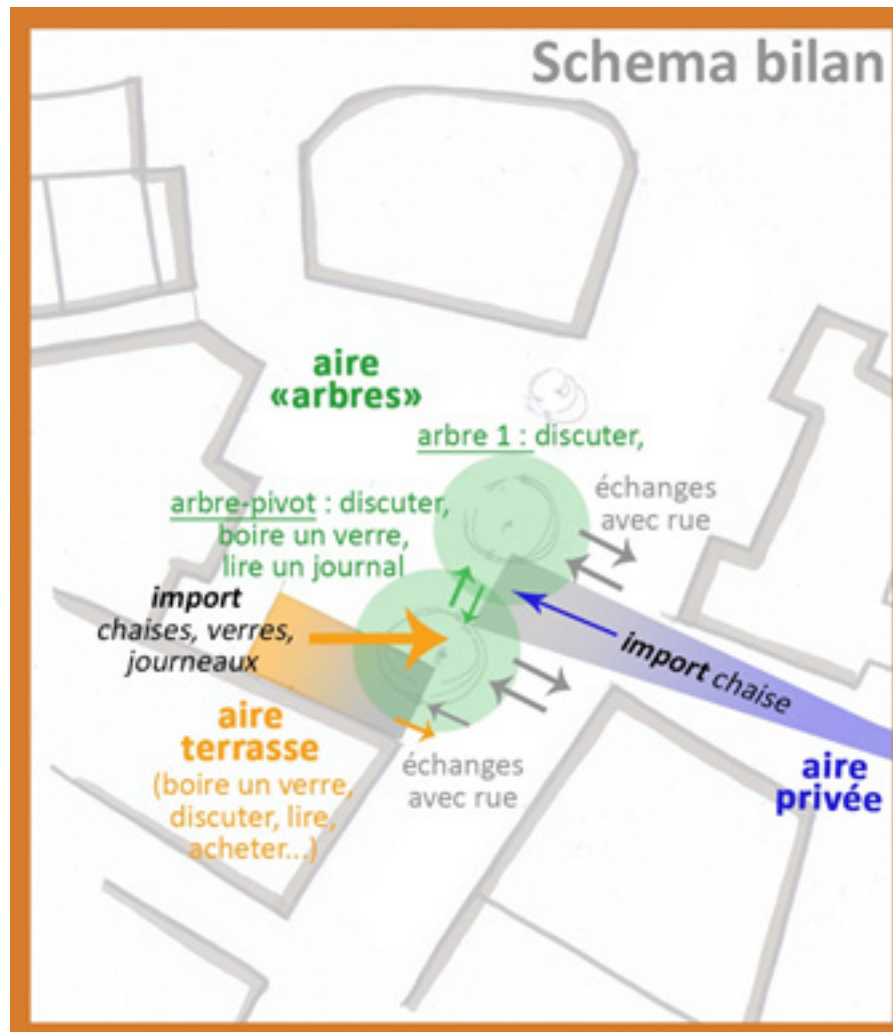 Schema bilan
aire
«arbres»
arbre 1 : discuter,
échanges
avec rue
arbre-pivot : discuter,
boire un verre,
lire un journal
import
chaises, verres,
journeaux
import chaise
aire
terrasse
(boire un verre,
discuter, lire,
acheter...)
échanges
avec rue
aire
privée